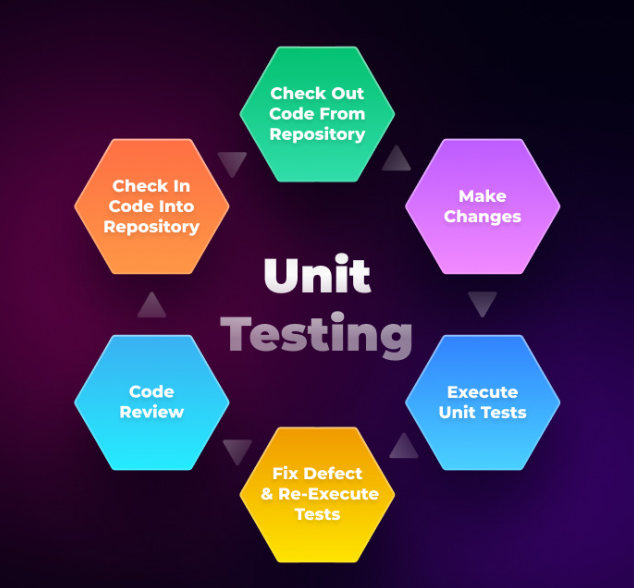 Check Out
Code From
Repository
Make
Changes
Execute
Unit Tests
Fix Defect
& Re-Execute
Tests
Code
Review
Check In
Code Into
Repository
Unit
Testing